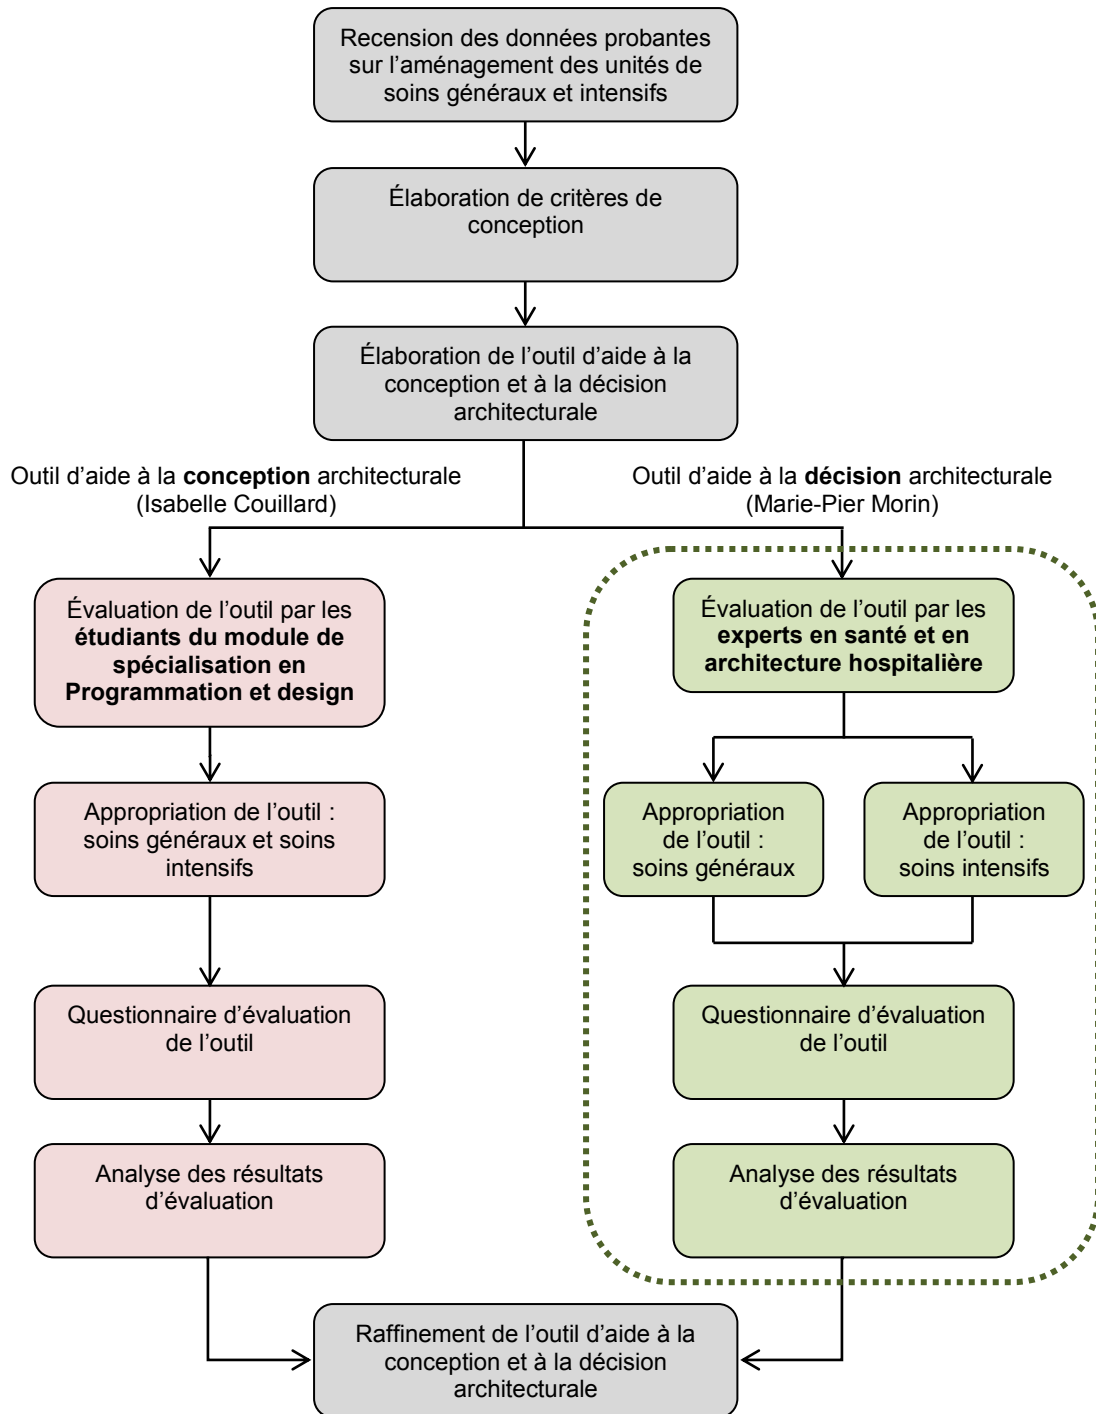 Recension des données probantes
sur l’aménagement des unités de
soins généraux et intensifs
Élaboration de critères de
conception
Élaboration de l’outil d’aide à la
conception et à la décision
architecturale
Outil d’aide à la conception architecturale
(Isabelle Couillard)
Outil d’aide à la décision architecturale
(Marie-Pier Morin)
Évaluation de l’outil par les
étudiants du module de
spécialisation en
Programmation et design
Évaluation de l’outil par les
experts en santé et en
architecture hospitalière
Appropriation de l’outil :
soins généraux et soins
intensifs
Appropriation
de l’outil :
soins généraux
Appropriation
de l’outil :
soins intensifs
Questionnaire d’évaluation
de l’outil
Questionnaire d’évaluation
de l’outil
Analyse des résultats
d’évaluation
Analyse des résultats
d’évaluation
Raffinement de l’outil d’aide à la
conception et à la décision
architecturale